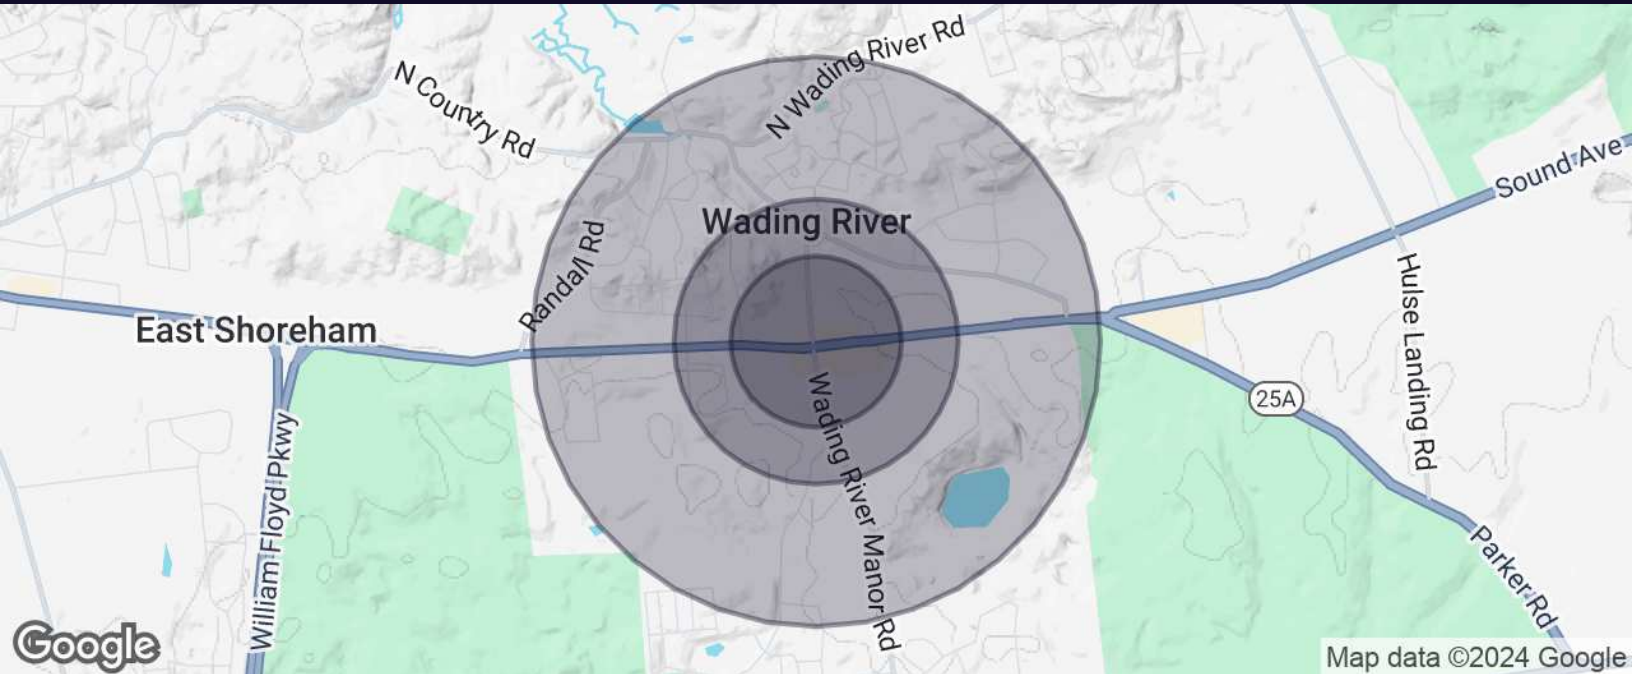 N Wading River Rd
N Country Rd
Sound Ave
Wading River
Randall Rd
East Shoreham
Hulse Landing Rd
25A
Wading River Manor Rd
William Floyd Pkwy
Parker Rd
Google
Map data ©2024 Google